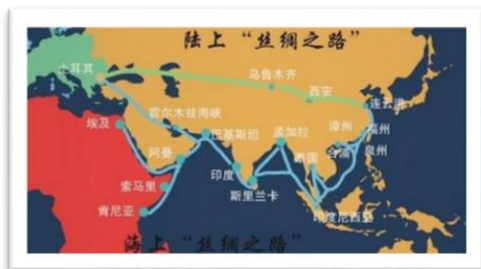 陆上“丝绸之路”
土耳其
乌鲁木齐
西安
连云港
霍尔木兹海峡
埃及
巴基斯坦
孟加拉
漳州
福州
阿曼
泰国
合浦
泉州
印度
索马里
斯里兰卡
肯尼亚
印度尼西亚
海上“丝绸之路”